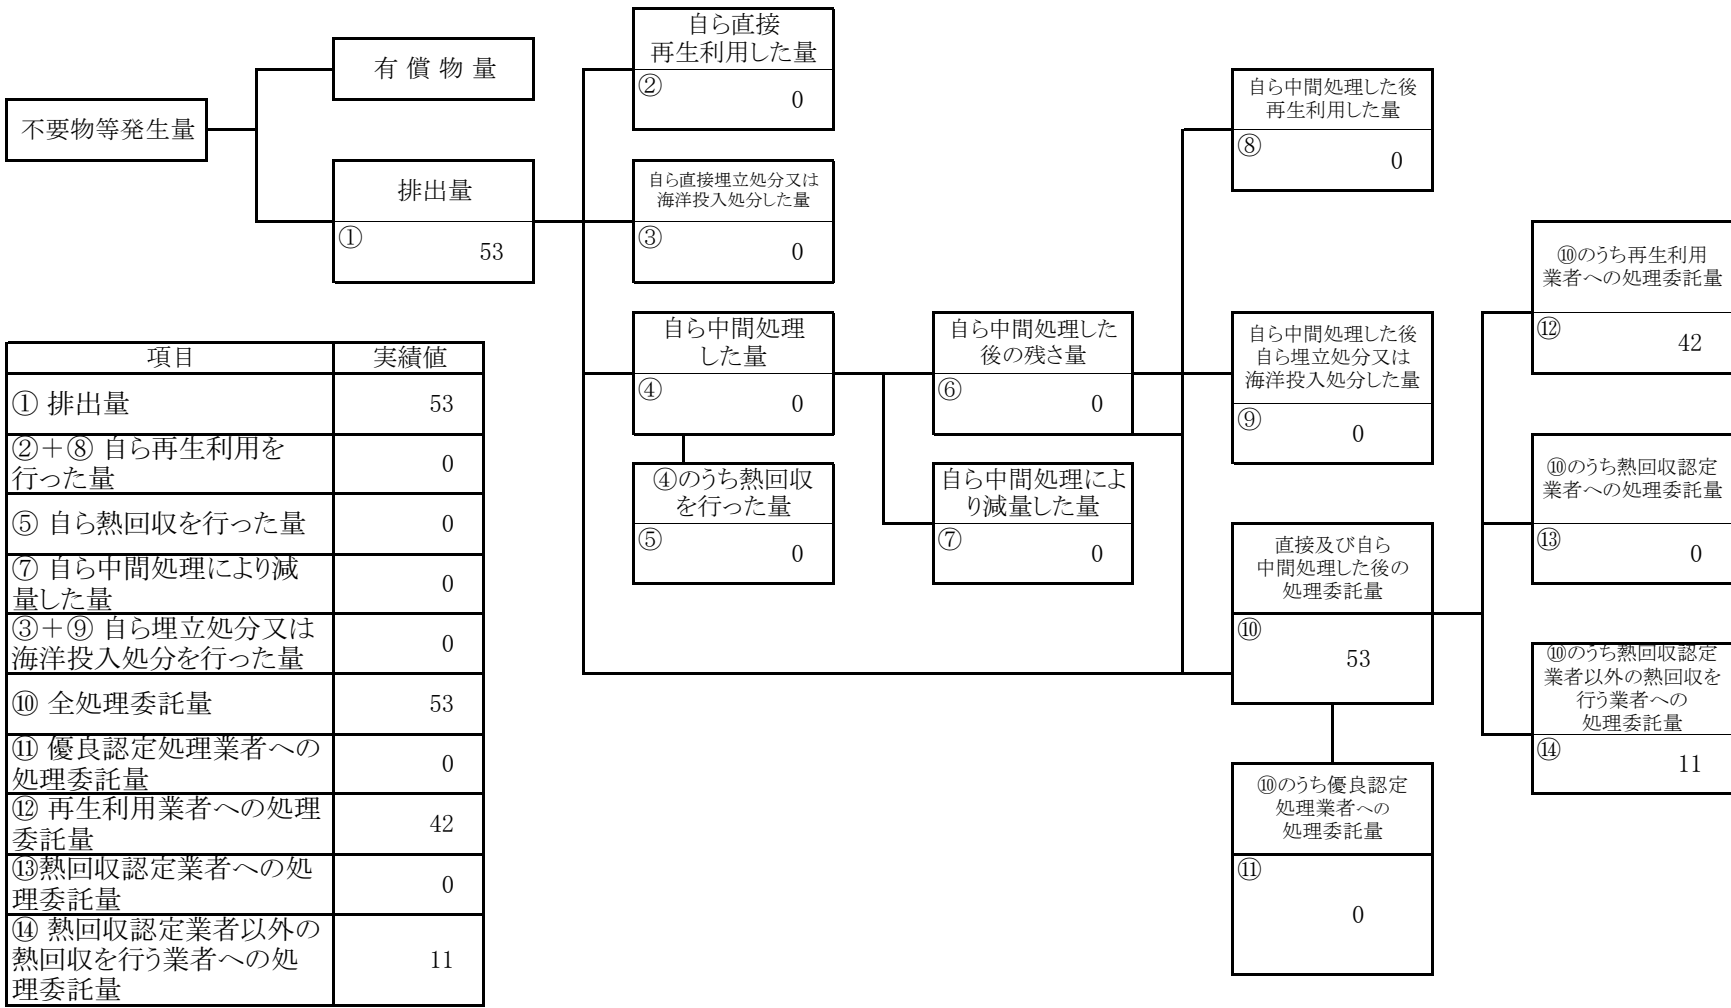 不要物等発生量
有 償 物 量
排出量
①
53
自ら直接
再生利用した量
②
0
自ら直接埋立処分又は
海洋投入処分した量
③
0
自ら中間処理
した量
④
0
④のうち熱回収
を行った量
⑤
0
自ら中間処理した
後の残さ量
⑥
0
自ら中間処理によ
り減量した量
⑦
0
自ら中間処理した後
再生利用した量
⑧
0
自ら中間処理した後
自ら埋立処分又は
海洋投入処分した量
⑨
0
直接及び自ら
中間処理した後の
処理委託量
⑩
53
⑩のうち優良認定
処理業者への
処理委託量
⑪
0
⑩のうち再生利用
業者への処理委託量
⑫
42
⑩のうち熱回収認定
業者への処理委託量
⑬
0
⑩のうち熱回収認定
業者以外の熱回収を
行う業者への
処理委託量
⑭
11
項目 実績値
① 排出量 53
②＋⑧ 自ら再生利用を
行った量 0
⑤ 自ら熱回収を行った量 0
⑦ 自ら中間処理により減
量した量 0
③＋⑨ 自ら埋立処分又は
海洋投入処分を行った量 0
⑩ 全処理委託量 53
⑪ 優良認定処理業者への
処理委託量 0
⑫ 再生利用業者への処理
委託量 42
⑬熱回収認定業者への処
理委託量 0
⑭ 熱回収認定業者以外の
熱回収を行う業者への処
理委託量 11